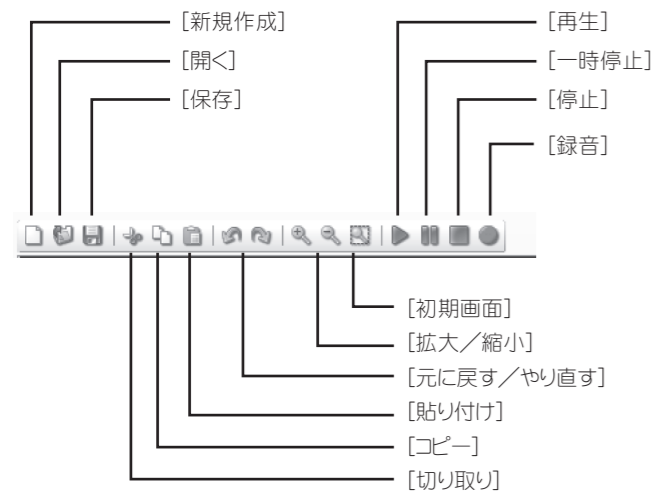 [新規作成]
[開く]
[保存]
[再生]
[一時停止]
[停止]
[録音]
[初期画面]
[拡大／縮小]
[元に戻す／やり直す]
[貼り付け]
[コピー]
[切り取り]